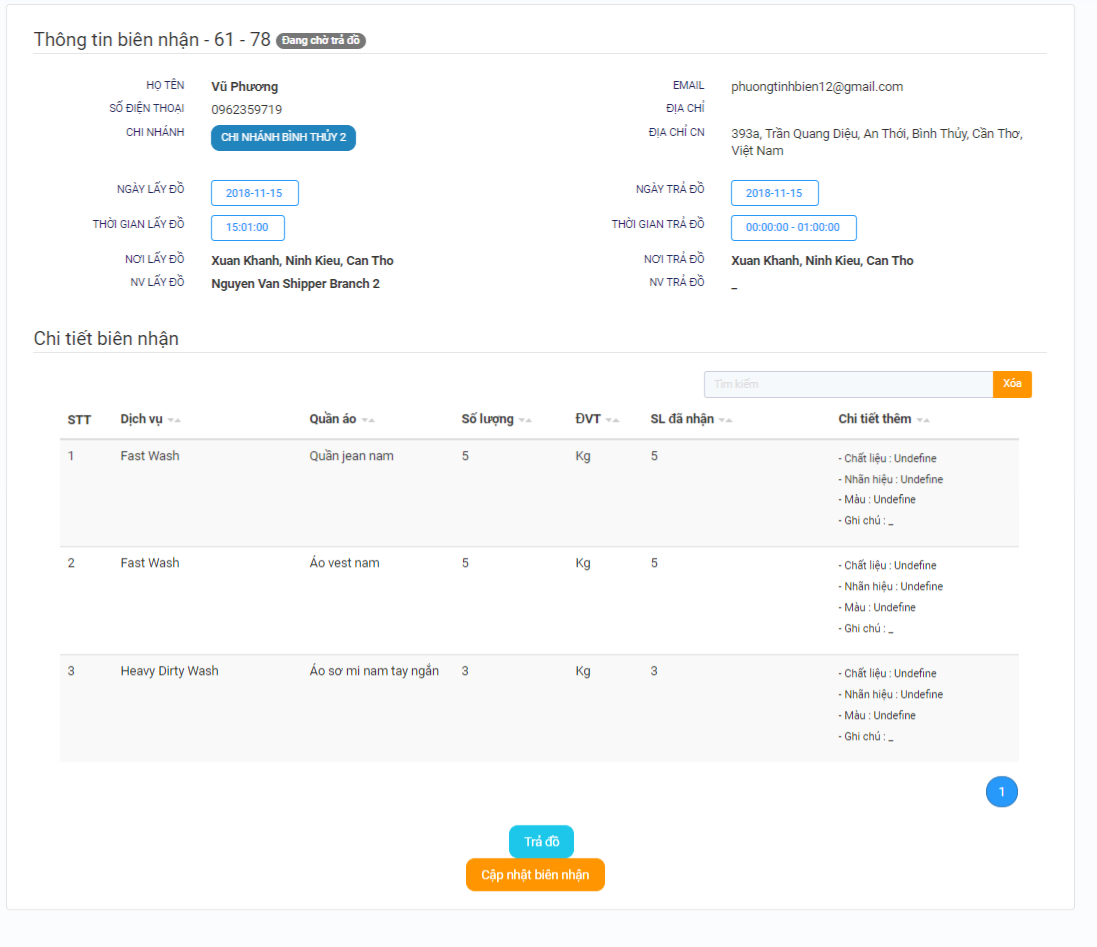 Thông tin biên nhận - 61 - 78 Đang chờ trả đồ
HỌ TÊN Vũ Phương
EMAIL phuongtinhbien12@gmail.com
SỐ ĐIỆN THOẠI 0962359719
ĐỊA CHỈ
CHI NHÁNH CHI NHÁNH BÌNH THỦY 2
ĐỊA CHỈ CN 393a, Trần Quang Diệu, An Thới, Bình Thủy, Cần Thơ,
Việt Nam
NGÀY LẤY ĐỒ 2018-11-15
NGÀY TRẢ ĐỒ 2018-11-15
THỜI GIAN LẤY ĐỒ 15:01:00
THỜI GIAN TRẢ ĐỒ 00:00:00 - 01:00:00
NƠI LẤY ĐỒ Xuan Khanh, Ninh Kieu, Can Tho
NƠI TRẢ ĐỒ Xuan Khanh, Ninh Kieu, Can Tho
NV LẤY ĐỒ Nguyen Van Shipper Branch 2
NV TRẢ ĐỒ _
Chi tiết biên nhận
Tìm kiếm Xóa
STT Dịch vụ Quần áo Số lượng ĐVT SL đã nhận Chi tiết thêm
1 Fast Wash Quần jean nam 5 Kg 5 - Chất liệu : Undefine
- Nhãn hiệu : Undefine
- Màu : Undefine
- Ghi chú : _
2 Fast Wash Áo vest nam 5 Kg 5 - Chất liệu : Undefine
- Nhãn hiệu : Undefine
- Màu : Undefine
- Ghi chú : _
3 Heavy Dirty Wash Áo sơ mi nam tay ngắn 3 Kg 3 - Chất liệu : Undefine
- Nhãn hiệu : Undefine
- Màu : Undefine
- Ghi chú : _
1
Trả đồ
Cập nhật biên nhận